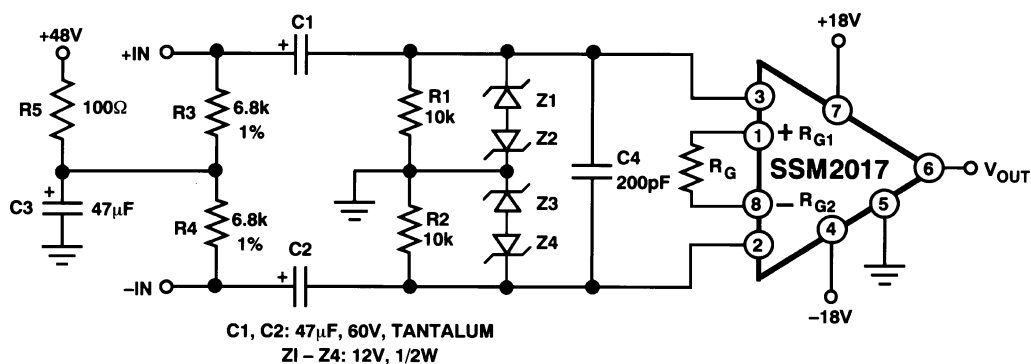 +48V
R5
100Ω
C3
+
47μF
+IN
−IN
R3
6.8k
1%
R4
6.8k
1%
C1
+
C2
+
R1
10k
R2
10k
Z1
Z2
Z3
Z4
C4
200pF
RG
+18V
3
7
1
+ RG1
SSM2017
6
VOUT
8
− RG2
5
4
2
−18V
C1, C2: 47μF, 60V, TANTALUM
ZI – Z4: 12V, 1/2W